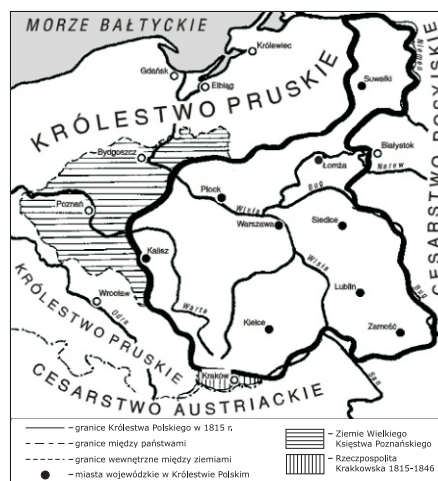 MORZE BAŁTYCKIE
Królewiec
Gdańsk
Elbląg
Niemen
Suwałki
KRÓLESTWO PRUSKIE
CESARSTWO ROSYJSKIE
Bydgoszcz
Białystok
Łomża
Narew
Płock
Bug
Poznań
Wisła
Warszawa
Siedlce
Kalisz
Wisła
Wrocław
Odra
Warta
Lublin
Bug
KRÓLESTWO PRUSKIE
Kielce
Zamość
Kraków
San
CESARSTWO AUSTRIACKIE
–granice Królestwa Polskiego w 1815 r.
–granice między państwami
–granice wewnętrzne między ziemiami
–miasta wojewódzkie w Królestwie Polskim
– Ziemie Wielkiego
Księstwa Poznańskiego
– Rzeczpospolita
Krakkowska 1815-1846